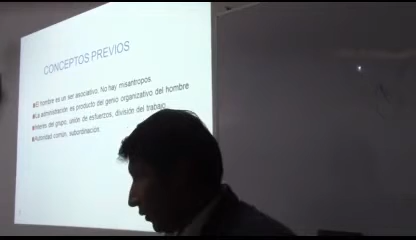 CONCEPTOS PREVIOS
El hombre es un ser asociativo. No hay misántropos.
La administración es producto del genio organizativo del hombre
Interés del grupo, unión de esfuerzos, división del trabajo
Autoridad común, subordinación.